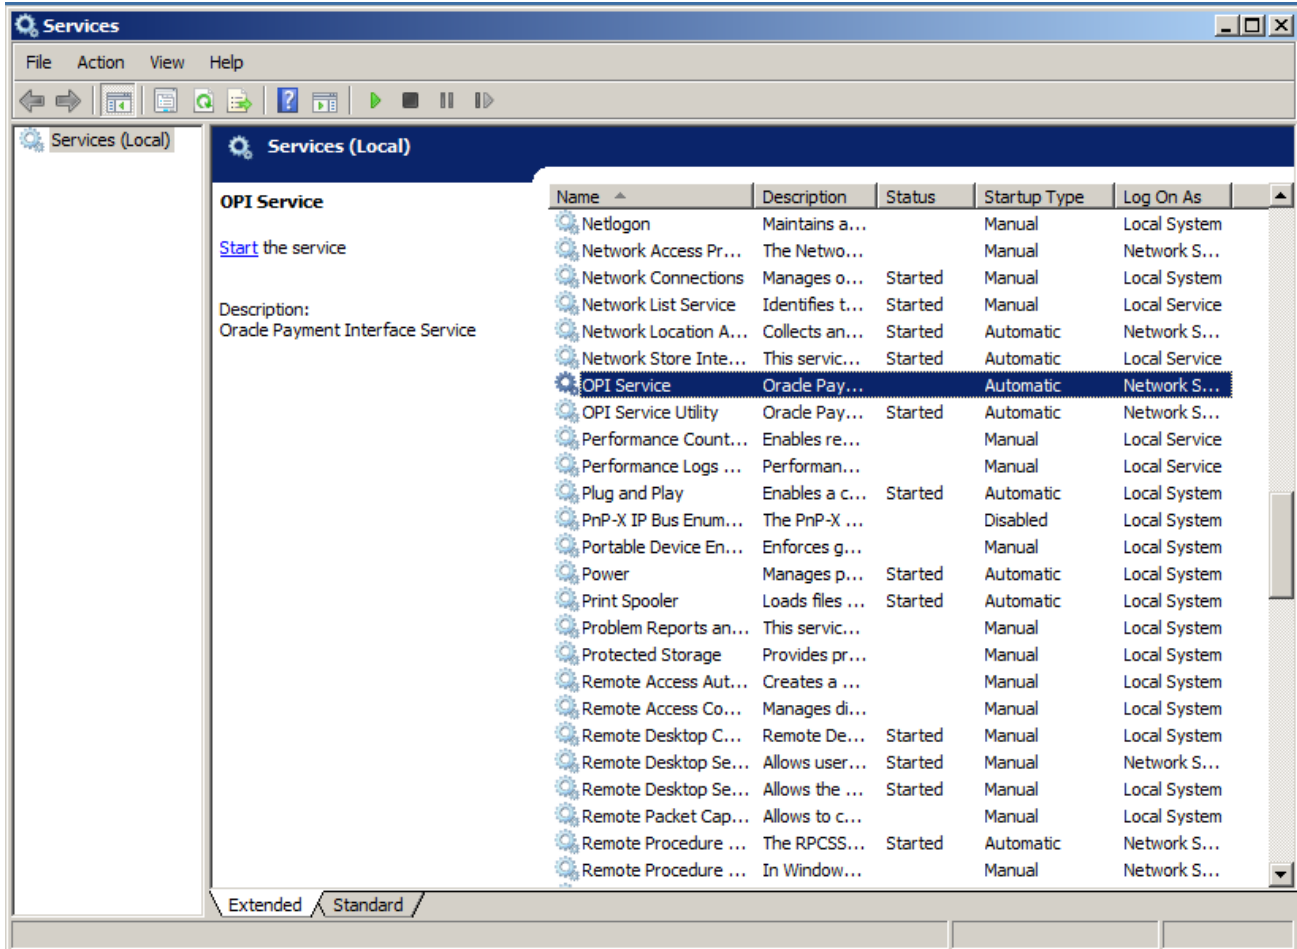 Services
File Action View Help
Services (Local)
Services (Local)
OPI Service
Start the service
Description:
Oracle Payment Interface Service
Name Description Status Startup Type Log On As
Netlogon Maintains a... Manual Local System
Network Access Pr... The Netwo... Manual Network S...
Network Connections Manages o... Started Manual Local System
Network List Service Identifies t... Started Manual Local Service
Network Location A... Collects an... Started Automatic Network S...
Network Store Inte... This servic... Started Automatic Local Service
OPI Service Oracle Pay... Automatic Network S...
OPI Service Utility Oracle Pay... Started Automatic Network S...
Performance Count... Enables re... Manual Local Service
Performance Logs ... Performan... Manual Local Service
Plug and Play Enables a c... Started Automatic Local System
PnP-X IP Bus Enum... The PnP-X ... Disabled Local System
Portable Device En... Enforces g... Manual Local System
Power Manages p... Started Automatic Local System
Print Spooler Loads files ... Started Automatic Local System
Problem Reports an... This servic... Manual Local System
Protected Storage Provides pr... Manual Local System
Remote Access Aut... Creates a ... Manual Local System
Remote Access Co... Manages di... Manual Local System
Remote Desktop C... Remote De... Started Manual Local System
Remote Desktop Se... Allows user... Started Manual Network S...
Remote Desktop Se... Allows the ... Started Manual Local System
Remote Packet Cap... Allows to c... Manual Local System
Remote Procedure ... The RPCSS... Started Automatic Network S...
Remote Procedure ... In Window... Manual Network S...
Extended Standard